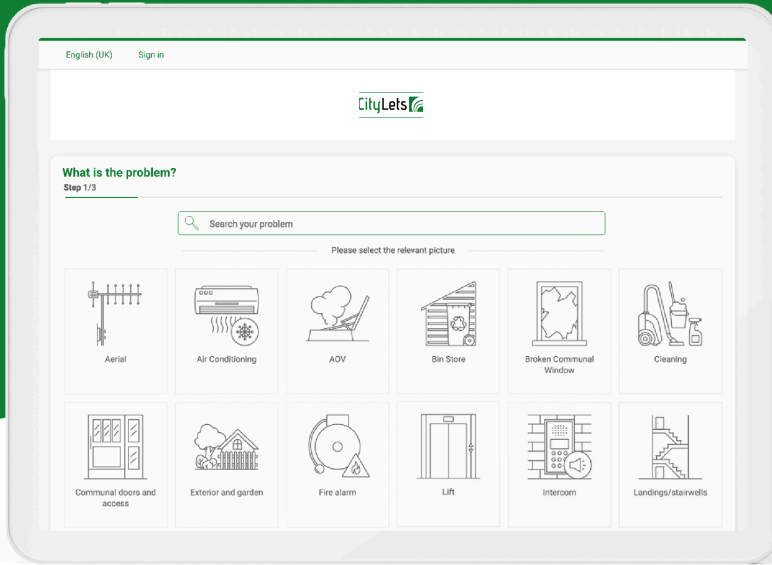 English (UK) Sign in
CityLets
What is the problem?
Step 1/3
Search your problem
Please select the relevant picture
Aerial Air Conditioning AOV Bin Store Broken Communal Window Cleaning
Communal doors and access Exterior and garden Fire alarm Lift Intercom Landings/stairwells